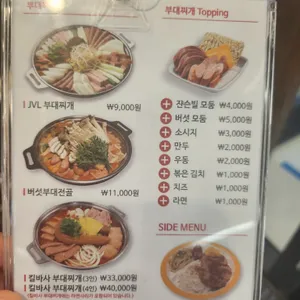 부대찌개
JVL 부대찌개 ₩9,000원
버섯부대전골 ₩11,000원
킬바사 부대찌개(3인) ₩33,000원
킬바사 부대찌개(4인) ₩40,000원
부대찌개 Topping
쟌슨빌 모둠 ₩4,000원
버섯 모둠 ₩5,000원
소시지 ₩3,000원
만두 ₩2,000원
우동 ₩2,000원
볶은 김치 ₩1,000원
치즈 ₩1,000원
라면 ₩1,000원
SIDE MENU